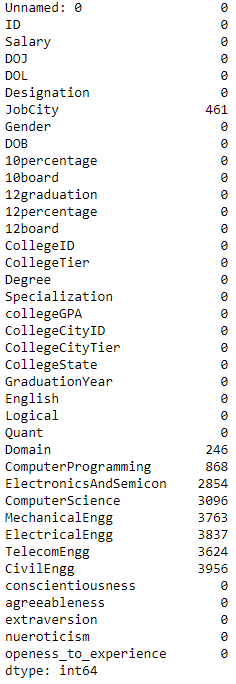 Unnamed: 0 0
ID 0
Salary 0
DOJ 0
DOL 0
Designation 0
JobCity 461
Gender 0
DOB 0
10percentage 0
10board 0
12graduation 0
12percentage 0
12board 0
CollegeID 0
CollegeTier 0
Degree 0
Specialization 0
collegeGPA 0
CollegeCityID 0
CollegeCityTier 0
CollegeState 0
GraduationYear 0
English 0
Logical 0
Quant 0
Domain 246
ComputerProgramming 868
ElectronicsAndSemicon 2854
ComputerScience 3096
MechanicalEngg 3763
ElectricalEngg 3837
TelecomEngg 3624
CivilEngg 3956
conscientiousness 0
agreeableness 0
extraversion 0
nueroticism 0
openess_to_experience 0
dtype: int64